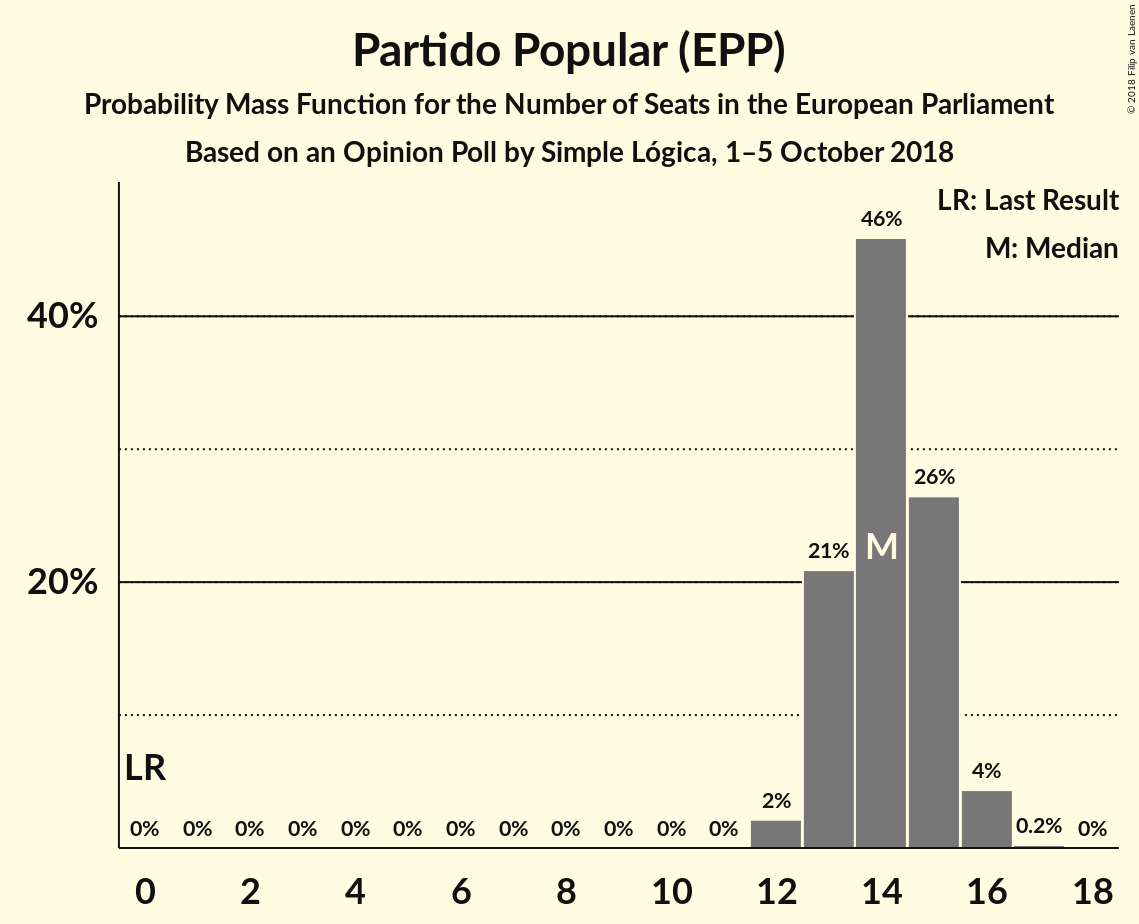 Partido Popular (EPP)
Probability Mass Function for the Number of Seats in the European Parliament
Based on an Opinion Poll by Simple Lógica, 1–5 October 2018
© 2018 Filip van Laenen
LR: Last Result
M: Median
40%
20%
LR
M
0% 0% 0% 0% 0% 0% 0% 0% 0% 0% 0% 0% 2% 21% 46% 26% 4% 0.2% 0%
0 2 4 6 8 10 12 14 16 18